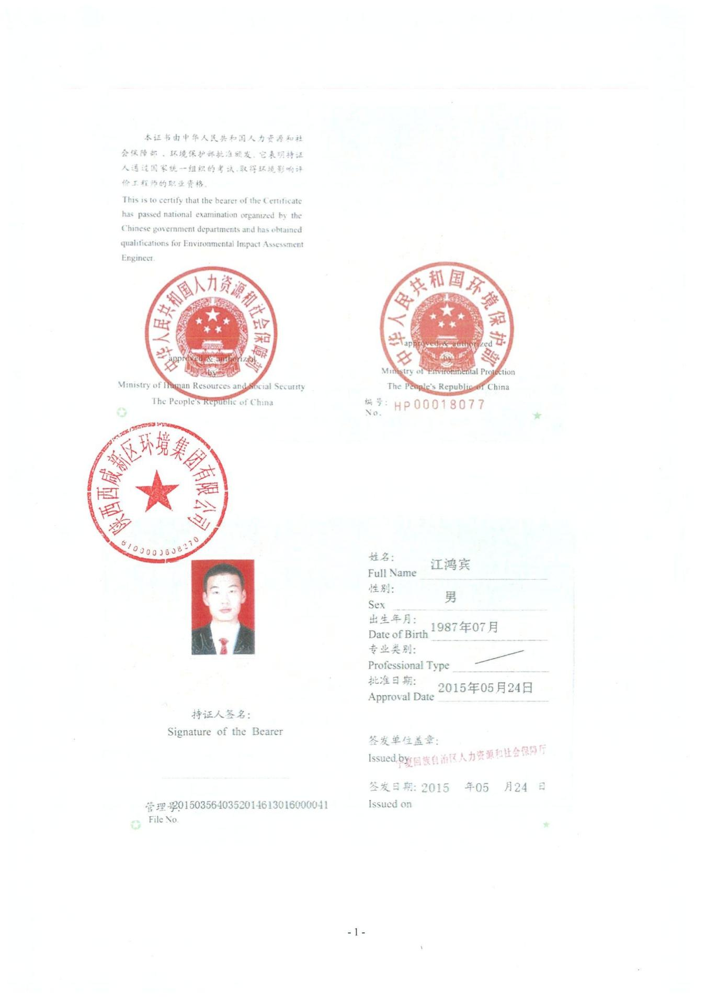 本证书由中华人民共和国人力资源和社
会保障部、环境保护部批准颁发。它表明持证
人通过国家统一组织的考试,取得环境影响评
价工程师的职业资格。
This is to certify that the bearer of the Certificate
has passed national examination organized by the
Chinese government departments and has obtained
qualifications for Environmental Impact Assessment
Engineer.
中华人民共和国人力资源和社会保障部
approved & authorized
by
Ministry of Human Resources and Social Security
The People's Republic of China
中华人民共和国环境保护部
approved & authorized
by
Ministry of Environmental Protection
The People's Republic of China
编号: HP00018077
No.
陕西西咸新区环境集团有限公司
姓名:
Full Name 江鸿宾
性别:
Sex 男
出生年月:
Date of Birth 1987年07月
专业类别:
Professional Type
批准日期:
Approval Date 2015年05月24日
持证人签名:
Signature of the Bearer
签发单位盖章:
Issued by 宁夏回族自治区人力资源和社会保障厅
签发日期: 2015 年05 月24 日
Issued on
管理号: 2015035640352014613016000041
File No.
- 1 -